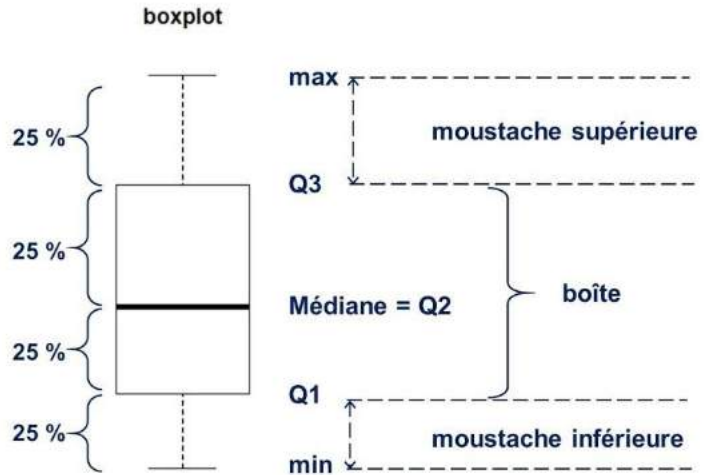 boxplot
max
25 %
moustache supérieure
Q3
25 %
boîte
Médiane = Q2
25 %
Q1
25 %
moustache inférieure
min